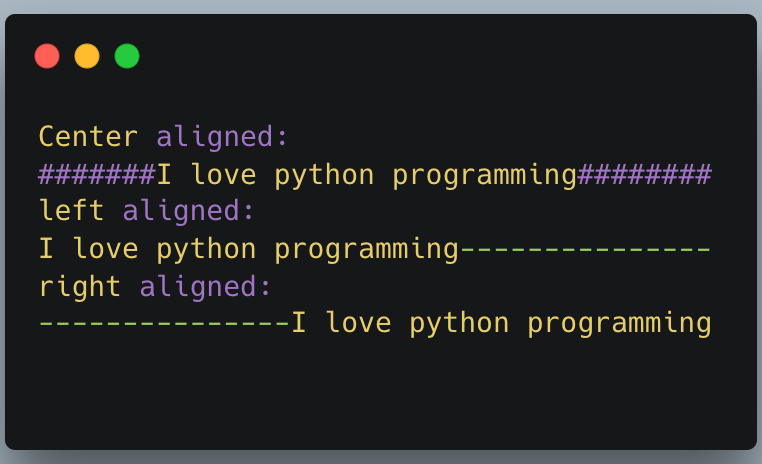 Center aligned:
#######I love python programming########
left aligned:
I love python programming---------------
right aligned:
---------------I love python programming